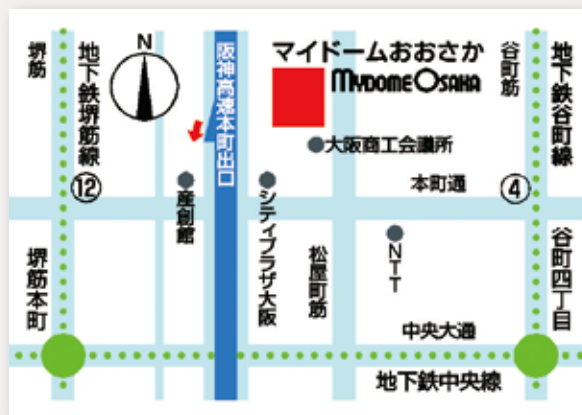 堺筋
地下鉄堺筋線
⑫
N
阪神高速本町出口
マイドームおおさか
MYDOME OSAKA
谷町筋
地下鉄谷町線
④
大阪商工会議所
本町通
産創館
シティプラザ大阪
松屋町筋
NTT
堺筋本町
谷町四丁目
中央大通
地下鉄中央線